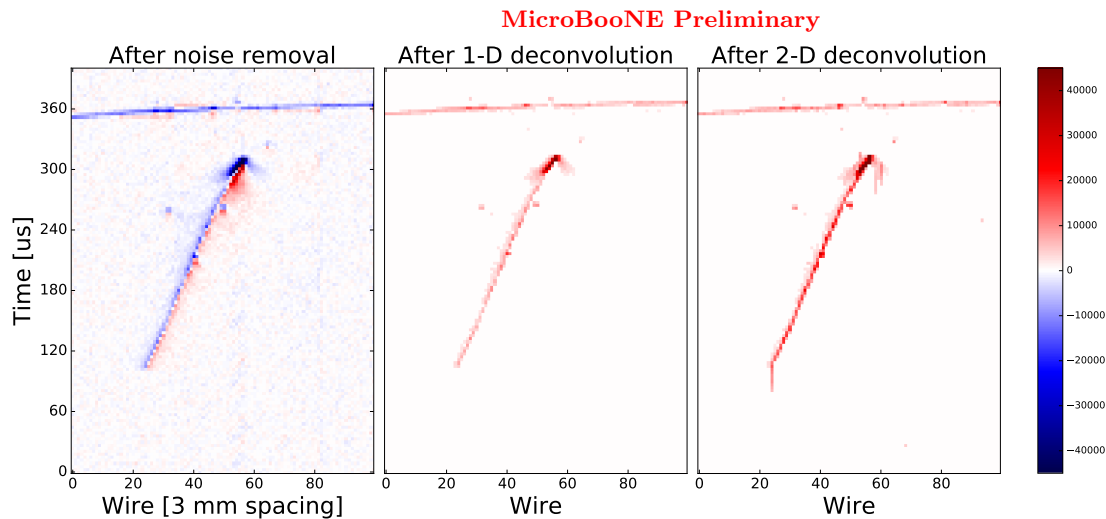 MicroBooNE Preliminary
After noise removal
After 1-D deconvolution
After 2-D deconvolution
Time [us]
360
300
240
180
120
60
0
0 20 40 60 80
0 20 40 60 80
0 20 40 60 80
Wire [3 mm spacing]
Wire
Wire
40000
30000
20000
10000
0
−10000
−20000
−30000
−40000